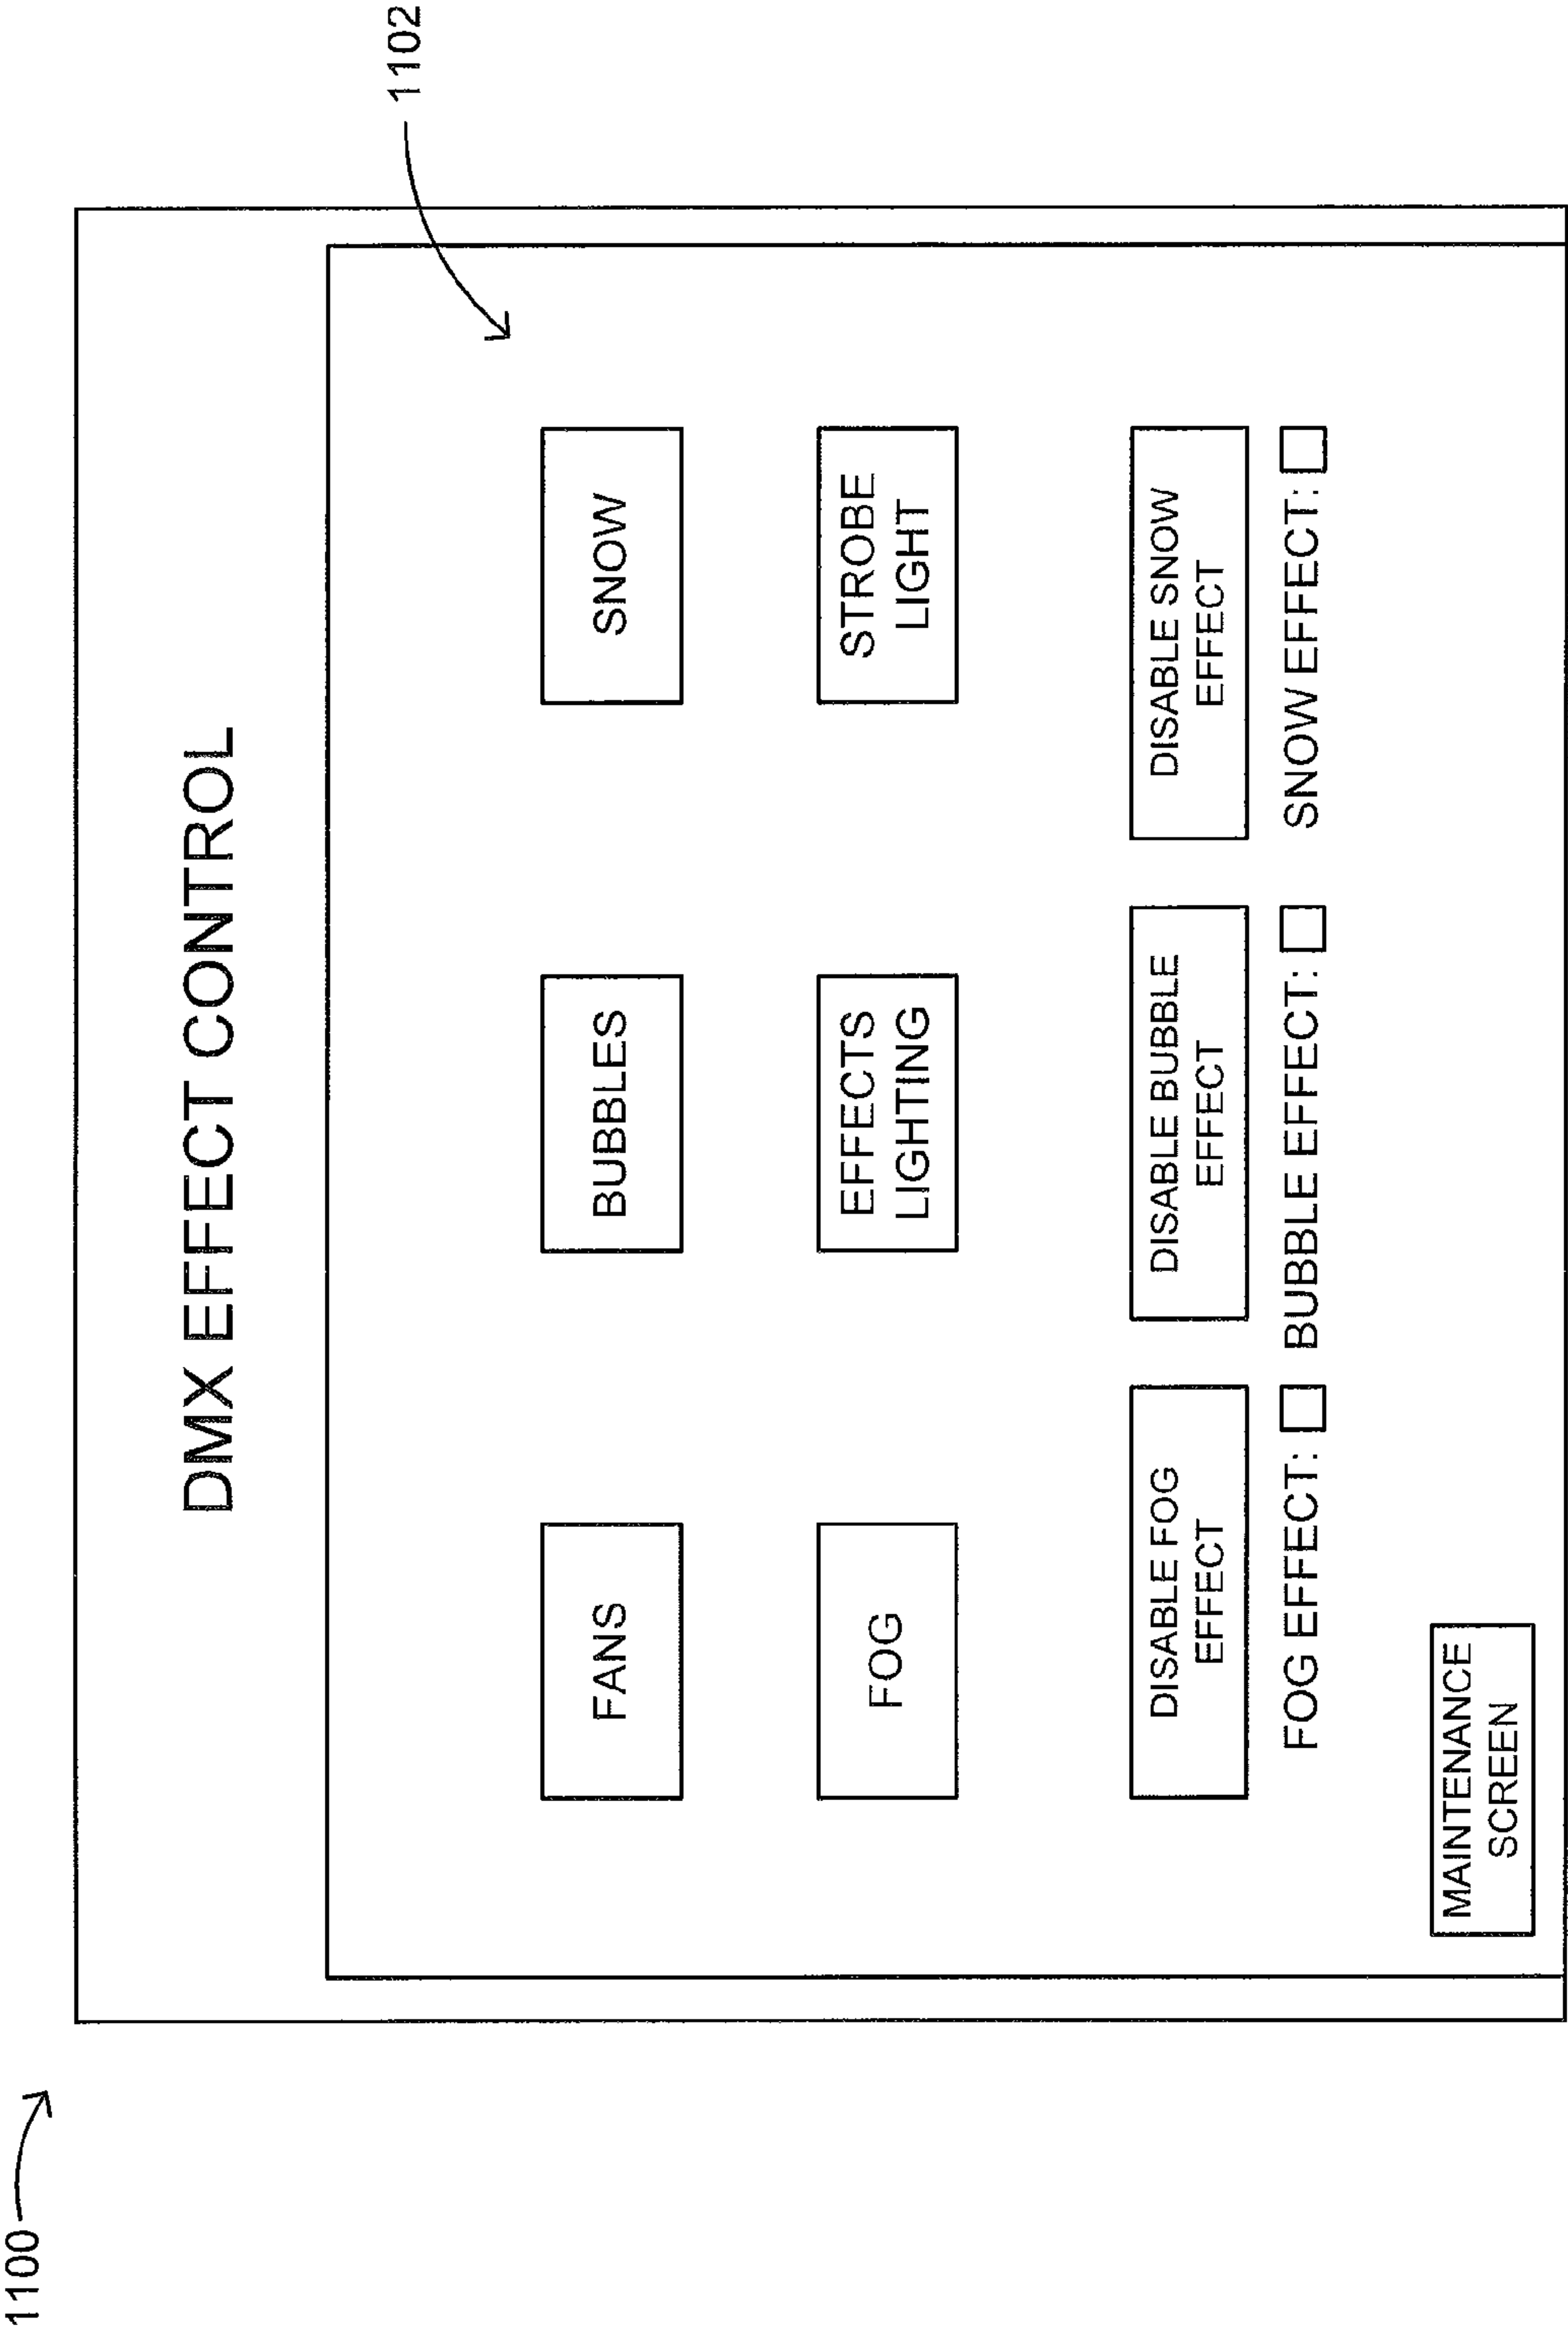 1100
1102
DMX EFFECT CONTROL
FANS
BUBBLES
SNOW
FOG
EFFECTS
LIGHTING
STROBE
LIGHT
DISABLE FOG
EFFECT
DISABLE BUBBLE
EFFECT
DISABLE SNOW
EFFECT
FOG EFFECT:
BUBBLE EFFECT:
SNOW EFFECT:
MAINTENANCE
SCREEN